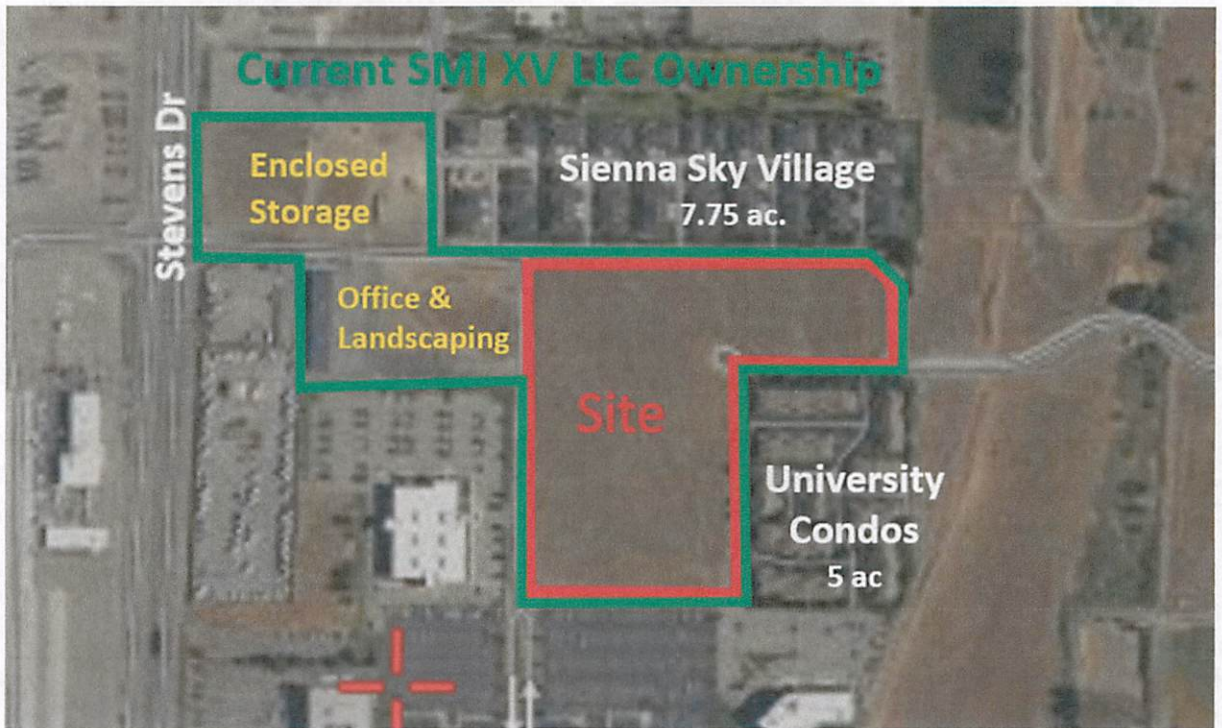 Current SMI XV LLC Ownership
Stevens Dr
Enclosed
Storage
Sienna Sky Village
7.75 ac.
Office &
Landscaping
Site
University
Condos
5 ac